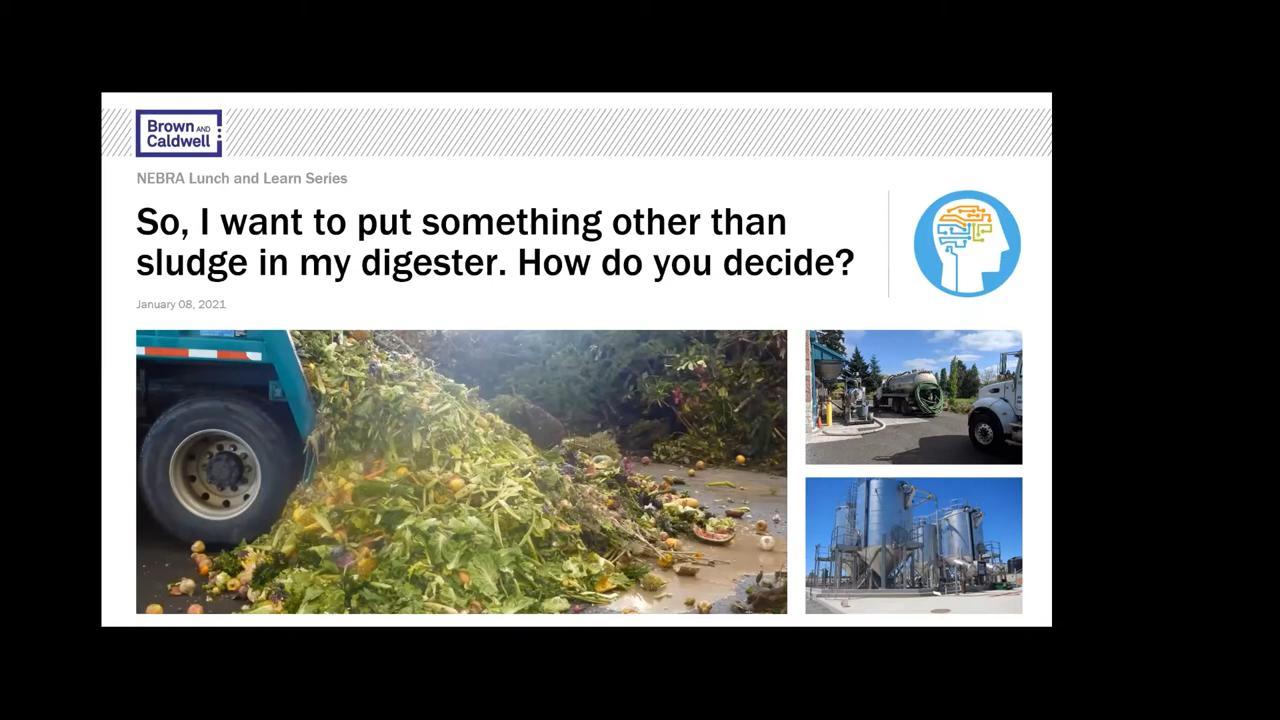 Brown AND
Caldwell
NEBRA Lunch and Learn Series
So, I want to put something other than
sludge in my digester. How do you decide?
January 08, 2021